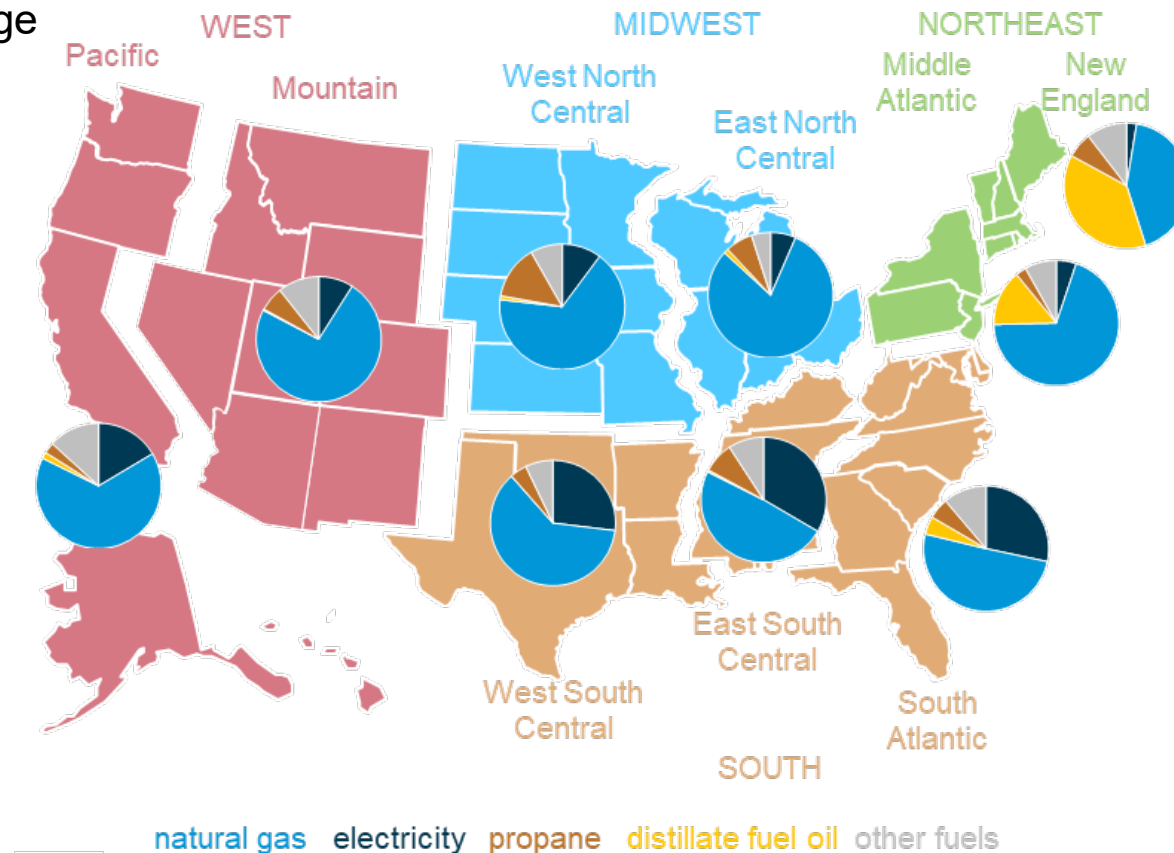 ge
WEST
MIDWEST
NORTHEAST
Pacific
Mountain
West North
Central
East North
Central
Middle
Atlantic
New
England
East South
Central
West South
Central
South
Atlantic
SOUTH
natural gas electricity propane distillate fuel oil other fuels